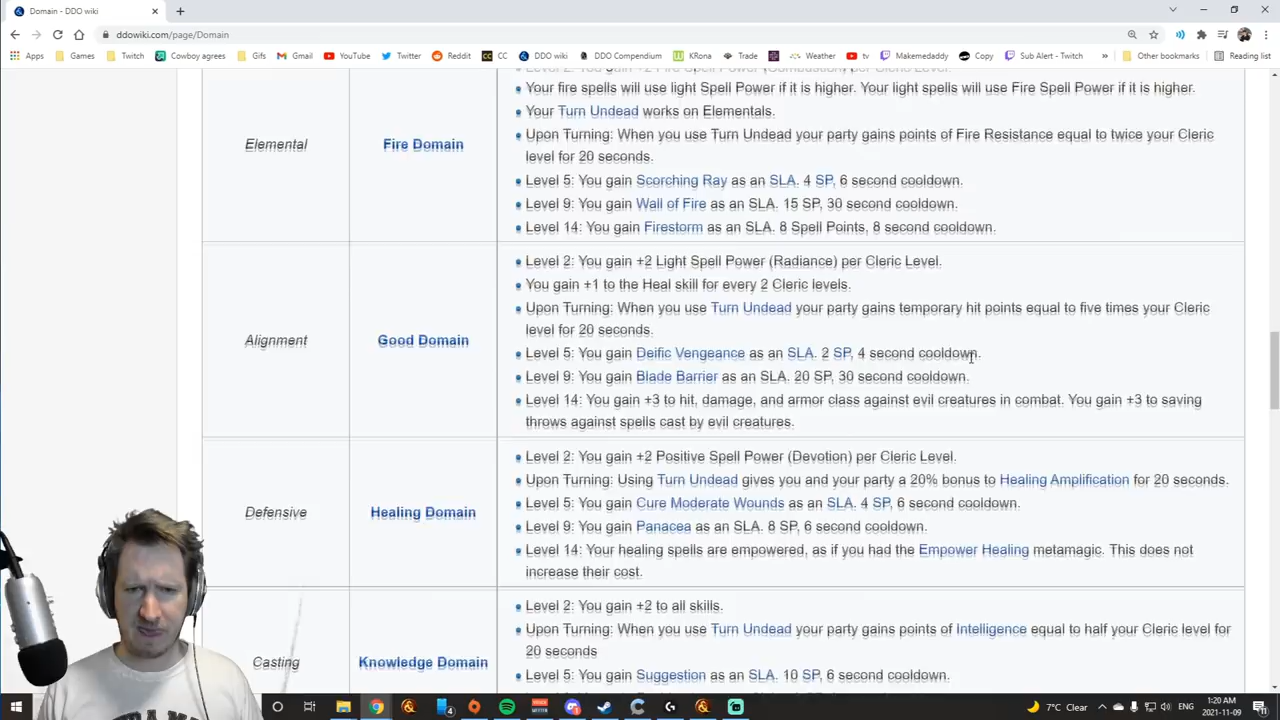 Domain - DDO wiki
ddowiki.com/page/Domain
Reading list
Apps Games Twitch Cowboy agrees Gifs Gmail YouTube Twitter Reddit CC DDO wiki DDO Compendium KRona Trade Weather tv Makemedaddy Copy Sub Alert - Twitch » Other bookmarks Reading list
Level 2: You gain +2 Fire Spell Power (Combustion) per Cleric Level.
Your fire spells will use light Spell Power if it is higher. Your light spells will use Fire Spell Power if it is higher.
Your Turn Undead works on Elementals.
Elemental Fire Domain
Upon Turning: When you use Turn Undead your party gains points of Fire Resistance equal to twice your Cleric
level for 20 seconds.
Level 5: You gain Scorching Ray as an SLA. 4 SP, 6 second cooldown.
Level 9: You gain Wall of Fire as an SLA. 15 SP, 30 second cooldown.
Level 14: You gain Firestorm as an SLA. 8 Spell Points, 8 second cooldown.
Level 2: You gain +2 Light Spell Power (Radiance) per Cleric Level.
You gain +1 to the Heal skill for every 2 Cleric levels.
Upon Turning: When you use Turn Undead your party gains temporary hit points equal to five times your Cleric
level for 20 seconds.
Alignment Good Domain
Level 5: You gain Deific Vengeance as an SLA. 2 SP, 4 second cooldown.
Level 9: You gain Blade Barrier as an SLA. 20 SP, 30 second cooldown.
Level 14: You gain +3 to hit, damage, and armor class against evil creatures in combat. You gain +3 to saving
throws against spells cast by evil creatures.
Level 2: You gain +2 Positive Spell Power (Devotion) per Cleric Level.
Upon Turning: Using Turn Undead gives you and your party a 20% bonus to Healing Amplification for 20 seconds.
Level 5: You gain Cure Moderate Wounds as an SLA. 4 SP, 6 second cooldown.
Defensive Healing Domain
Level 9: You gain Panacea as an SLA. 8 SP, 6 second cooldown.
Level 14: Your healing spells are empowered, as if you had the Empower Healing metamagic. This does not
increase their cost.
Level 2: You gain +2 to all skills.
Upon Turning: When you use Turn Undead your party gains points of Intelligence equal to half your Cleric level for
20 seconds
Casting Knowledge Domain
Level 5: You gain Suggestion as an SLA. 10 SP, 6 second cooldown.
7°C Clear ENG 1:20 AM
2021-11-09